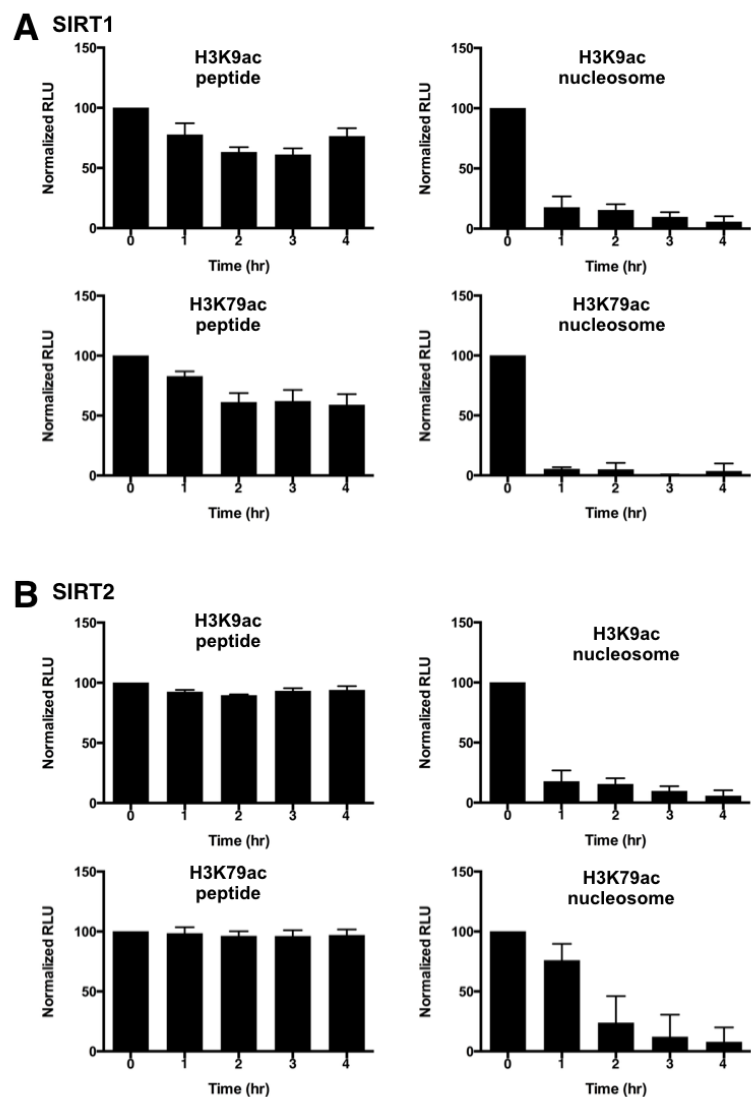 A SIRT1
H3K9ac
peptide
Normalized RLU
150
100
50
0
0 1 2 3 4
Time (hr)
H3K9ac
nucleosome
Normalized RLU
150
100
50
0
0 1 2 3 4
Time (hr)
H3K79ac
peptide
Normalized RLU
150
100
50
0
0 1 2 3 4
Time (hr)
H3K79ac
nucleosome
Normalized RLU
150
100
50
0
0 1 2 3 4
Time (hr)
B SIRT2
H3K9ac
peptide
Normalized RLU
150
100
50
0
0 1 2 3 4
Time (hr)
H3K9ac
nucleosome
Normalized RLU
150
100
50
0
0 1 2 3 4
Time (hr)
H3K79ac
peptide
Normalized RLU
150
100
50
0
0 1 2 3 4
Time (hr)
H3K79ac
nucleosome
Normalized RLU
150
100
50
0
0 1 2 3 4
Time (hr)